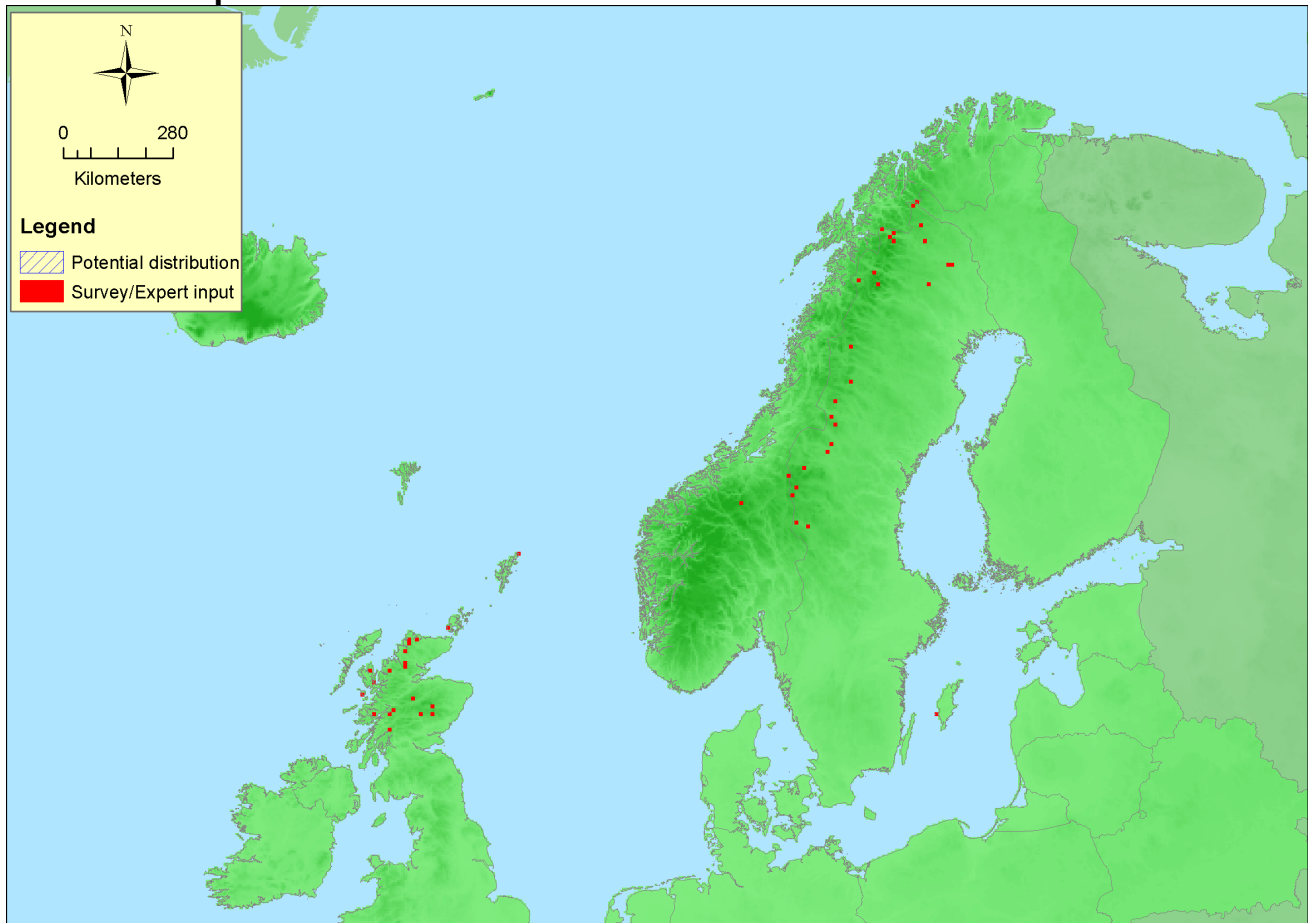 N
0 280
Kilometers
Legend
Potential distribution
Survey/Expert input